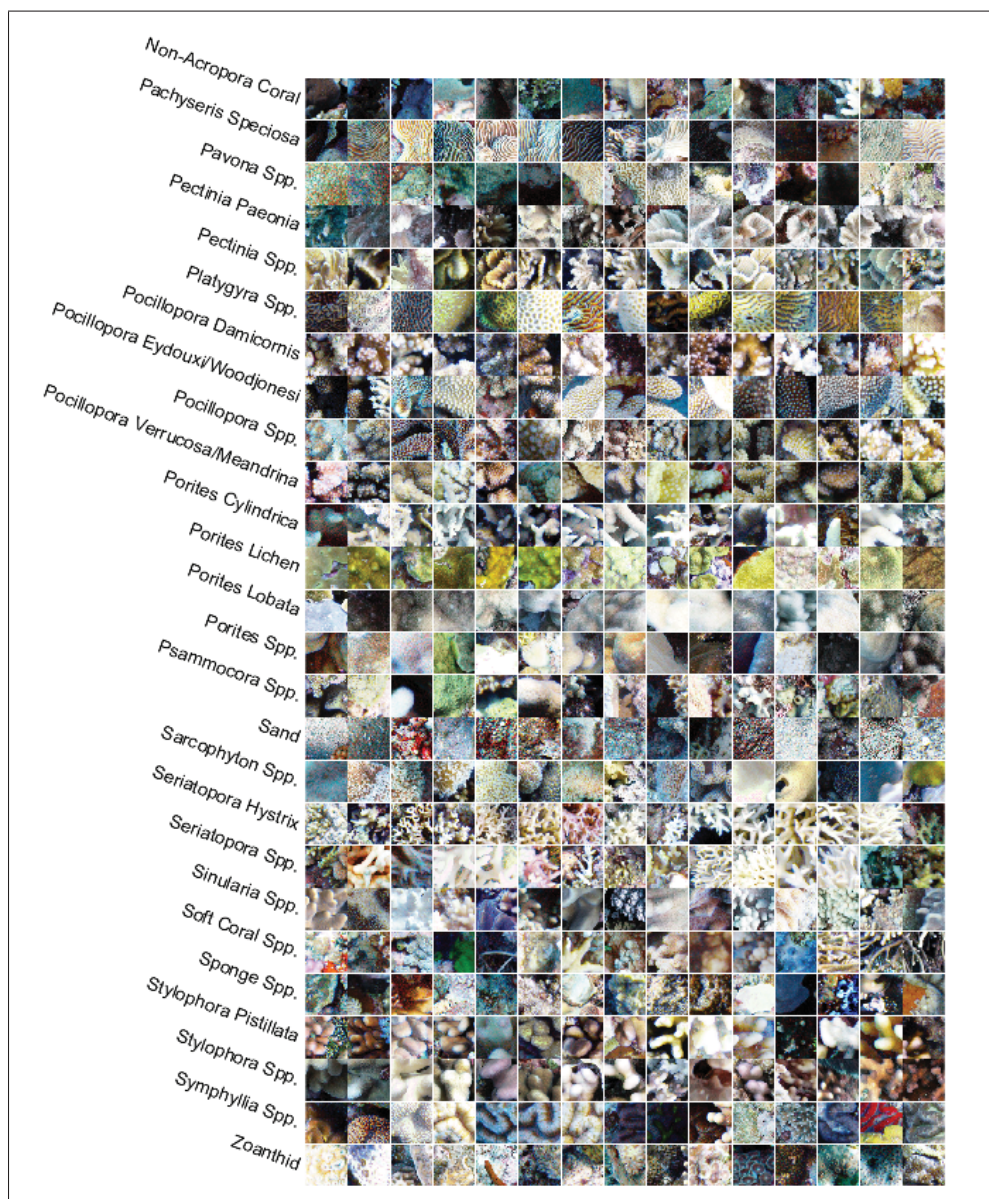 Non-Acropora Coral
Pachyseris Speciosa
Pavona Spp.
Pectinia Paeonia
Pectinia Spp.
Platygyra Spp.
Pocillopora Damicornis
Pocillopora Eydouxi/Woodjonesi
Pocillopora Spp.
Pocillopora Verrucosa/Meandrina
Porites Cylindrica
Porites Lichen
Porites Lobata
Porites Spp.
Psammocora Spp.
Sand
Sarcophyton Spp.
Seriatopora Hystrix
Seriatopora Spp.
Sinularia Spp.
Soft Coral Spp.
Sponge Spp.
Stylophora Pistillata
Stylophora Spp.
Symphyllia Spp.
Zoanthid